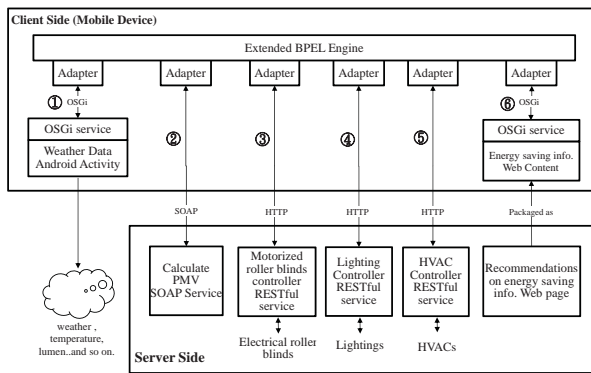 Client Side (Mobile Device)
Extended BPEL Engine
Adapter
Adapter
Adapter
Adapter
Adapter
Adapter
①
OSGi
②
③
④
⑤
⑥
OSGi
OSGi service
Weather Data
Android Activity
OSGi service
Energy saving info.
Web Content
SOAP
HTTP
HTTP
HTTP
Packaged as
Calculate
PMV
SOAP Service
Motorized
roller blinds
controller
RESTful
service
Lighting
Controller
RESTful
service
HVAC
Controller
RESTful
service
Recommendations
on energy saving
info. Web page
weather ,
temperature,
lumen..and so on.
Electrical roller
blinds
Lightings
HVACs
Server Side